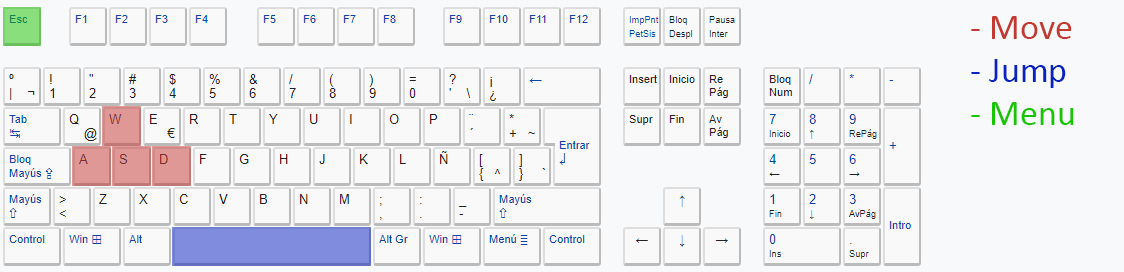 Esc F1 F2 F3 F4 F5 F6 F7 F8 F9 F10 F11 F12 ImpPnt Bloq Pausa - Move
PetSis Despl Inter
- Jump
º ! " # $ % & / ( ) = ? ¡ ← Insert Inicio Re Bloq / * -
| ¬ 1 2 3 4 5 6 7 8 9 0 ' \ ¿ Pág Num
- Menu
Tab Q W E R T Y U I O P ¨ * Supr Fin Av 7 8 9
↹ @ € ´ + ~ Pág Inicio ↑ RePág
Entrar +
Bloq A S D F G H J K L Ñ [ ] ↲ 4 5 6
Mayús ⇪ { ^ } ` ← →
Mayús > Z X C V B N M ; : _ Mayús ↑ 1 2 3
⇧ < , . - ⇧ Fin ↓ AvPág
Intro
Control Win Alt Alt Gr Win Menú Control ← ↓ → 0 .
Ins Supr